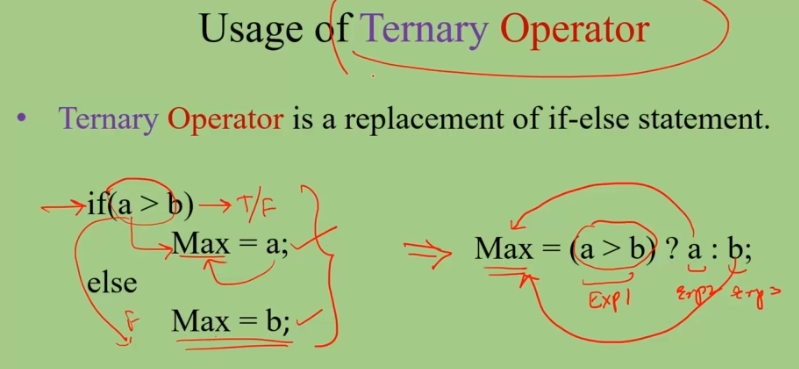 Usage of Ternary Operator
• Ternary Operator is a replacement of if-else statement.
if(a > b) → T/F
Max = a;
else
F Max = b;
⇒ Max = (a > b) ? a : b;
Exp1 exp2 exp3